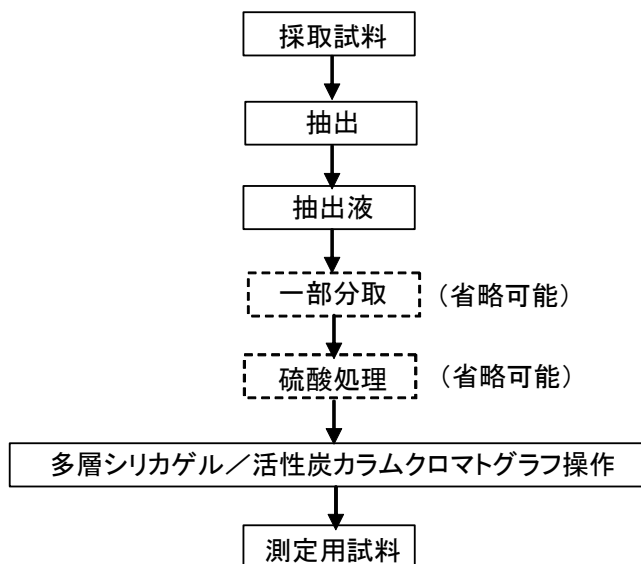 採取試料
抽出
抽出液
一部分取 （省略可能）
硫酸処理 （省略可能）
多層シリカゲル／活性炭カラムクロマトグラフ操作
測定用試料